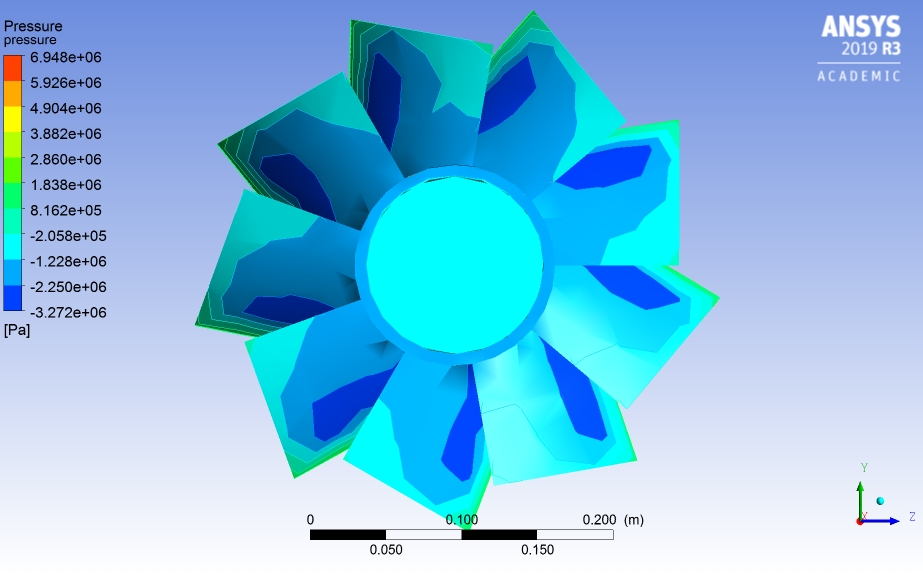 Pressure
pressure
6.948e+06
5.926e+06
4.904e+06
3.882e+06
2.860e+06
1.838e+06
8.162e+05
-2.058e+05
-1.228e+06
-2.250e+06
-3.272e+06
[Pa]
ANSYS
2019 R3
ACADEMIC
0 0.100 0.200 (m)
0.050 0.150
Y
X Z